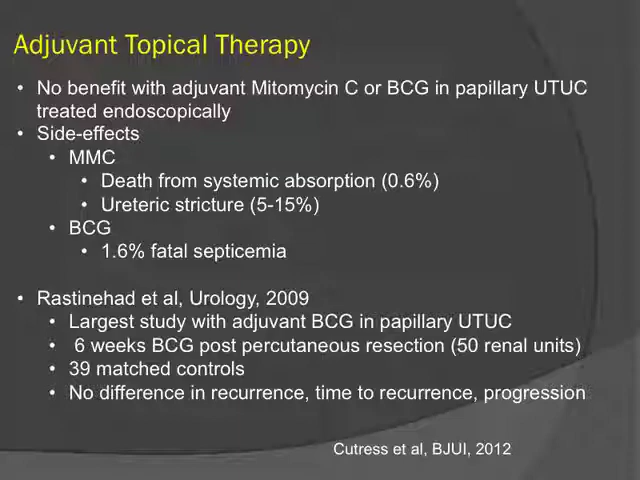 Adjuvant Topical Therapy
• No benefit with adjuvant Mitomycin C or BCG in papillary UTUC
treated endoscopically
• Side-effects
• MMC
• Death from systemic absorption (0.6%)
• Ureteric stricture (5-15%)
• BCG
• 1.6% fatal septicemia
• Rastinehad et al, Urology, 2009
• Largest study with adjuvant BCG in papillary UTUC
• 6 weeks BCG post percutaneous resection (50 renal units)
• 39 matched controls
• No difference in recurrence, time to recurrence, progression
Cutress et al, BJUI, 2012